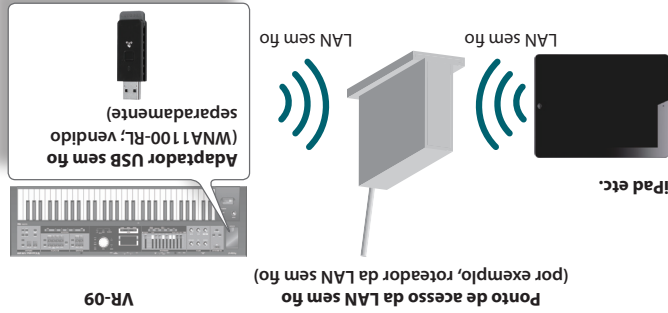 Ponto de acesso da LAN sem fio
(por exemplo, roteador da LAN sem fio)
VR-09
iPad etc.
LAN sem fio
LAN sem fio
Adaptador USB sem fio
(WNA1100-RL; vendido
separadamente)